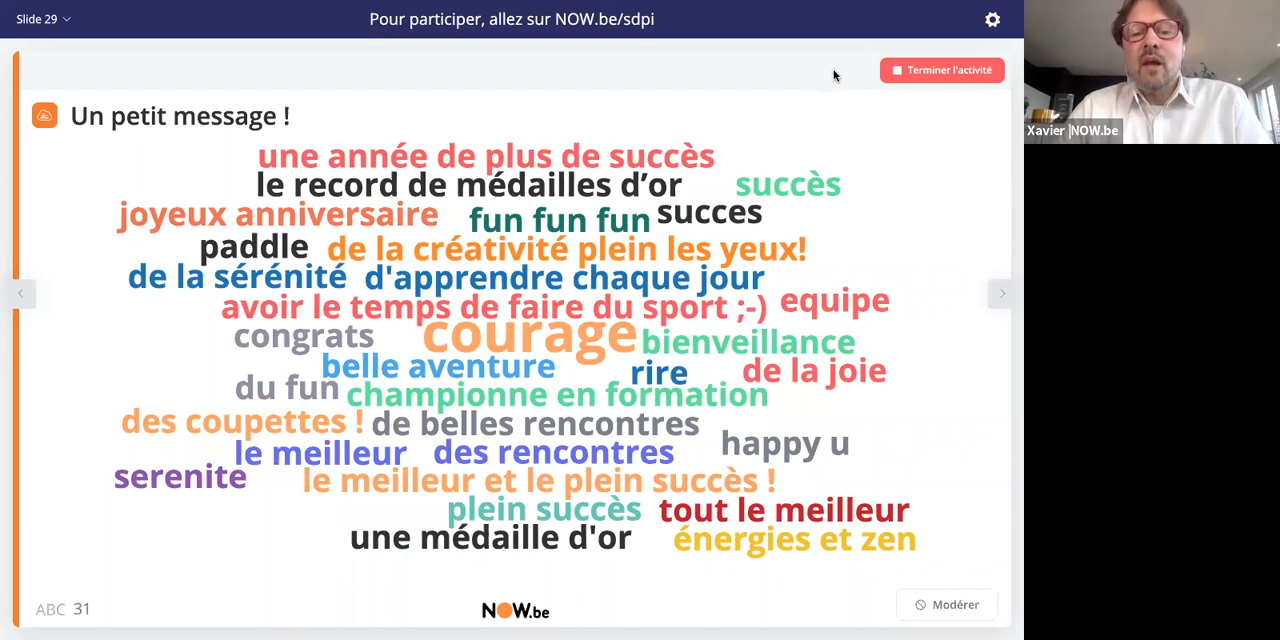 Slide 29
Pour participer, allez sur NOW.be/sdpi
Terminer l'activité
Un petit message !
une année de plus de succès
le record de médailles d’or
succès
joyeux anniversaire
fun fun fun
succes
paddle
de la créativité plein les yeux!
de la sérénité
d'apprendre chaque jour
avoir le temps de faire du sport ;-)
equipe
congrats
courage
bienveillance
belle aventure
rire
de la joie
du fun
championne en formation
des coupettes !
de belles rencontres
happy u
le meilleur
des rencontres
serenite
le meilleur et le plein succès !
plein succès
tout le meilleur
une médaille d'or
énergies et zen
ABC 31
NOW.be
Modérer
Xavier |NOW.be